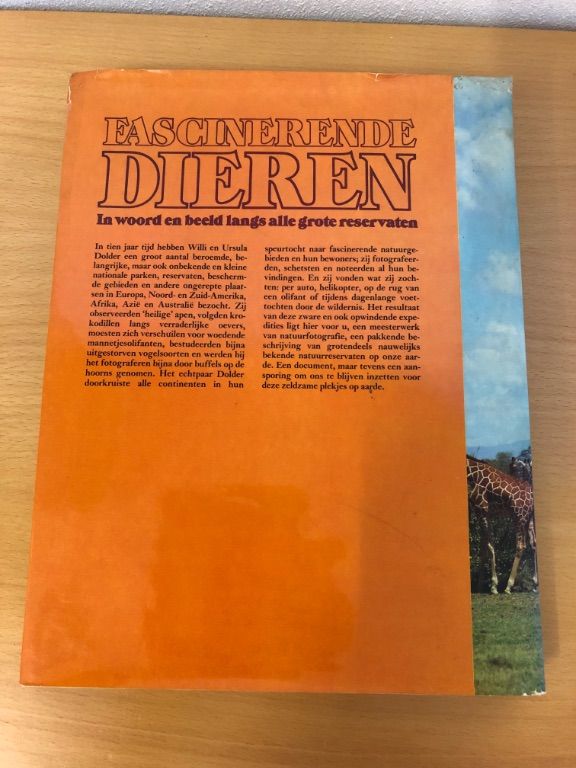 FASCINERENDE
DIEREN
In woord en beeld langs alle grote reservaten
In tien jaar tijd hebben Willi en Ursula
Dolder een groot aantal beroemde, be-
langrijke, maar ook onbekende en kleine
nationale parken, reservaten, bescherm-
de gebieden en andere ongerepte plaat-
sen in Europa, Noord- en Zuid-Amerika,
Afrika, Azië en Australië bezocht. Zij
observeerden 'heilige' apen, volgden kro-
kodillen langs verraderlijke oevers,
moesten zich verschuilen voor woedende
mannetjesolifanten, bestudeerden bijna
uitgestorven vogelsoorten en werden bij
het fotograferen bijna door buffels op de
hoorns genomen. Het echtpaar Dolder
doorkruiste alle continenten in hun
speurtocht naar fascinerende natuurge-
bieden en hun bewoners; zij fotografeer-
den, schetsten en noteerden al hun be-
vindingen. En zij vonden wat zij zoch-
ten: per auto, helikopter, op de rug van
een olifant of tijdens dagenlange voet-
tochten door de wildernis. Het resultaat
van deze zware en ook opwindende expe-
dities ligt hier voor u, een meesterwerk
van natuurfotografie, een pakkende be-
schrijving van grotendeels nauwelijks
bekende natuurreservaten op onze aar-
de. Een document, maar tevens een aan-
sporing om ons te blijven inzetten voor
deze zeldzame plekjes op aarde.